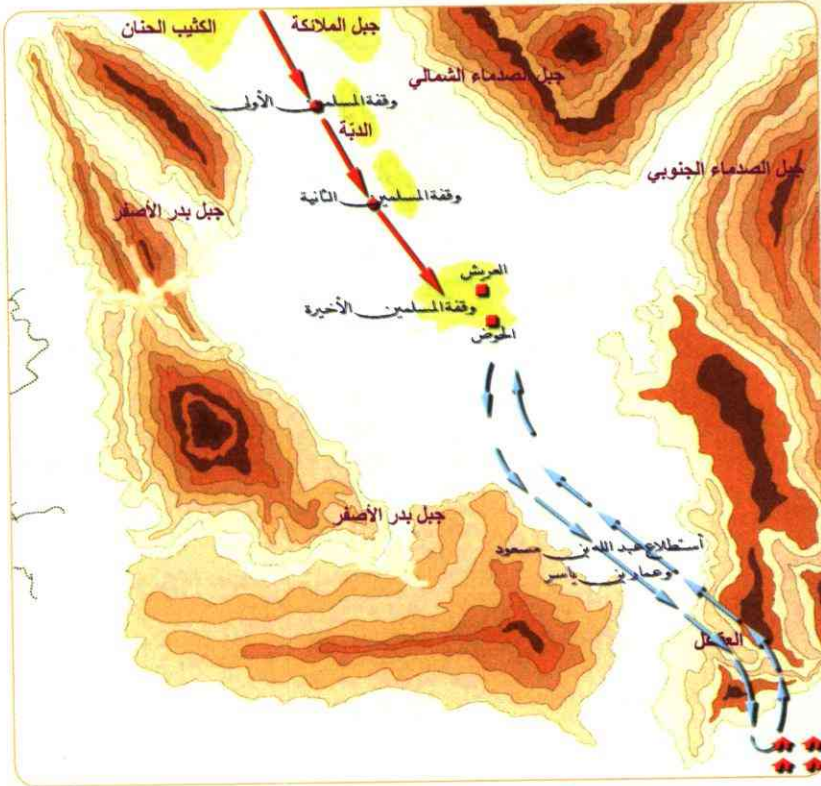 جبل الملائكة
الكثيب الحنان
جبل الصدماء الشمالي
وقفة المسلمين الأولى
الدبّة
جبل الصدماء الجنوبي
وقفة المسلمين الثانية
جبل بدر الأصفر
العريش
وقفة المسلمين الأخيرة
الحوض
جبل بدر الأصفر
أستطلاع عبد الله بن مسعود
وعمار بن ياسر
العقنقل